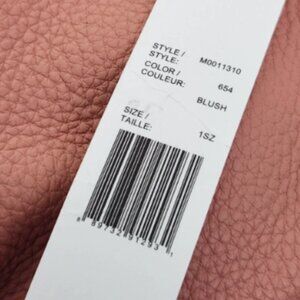 STYLE /
STYLE: M0011310
COLOR /
COULEUR: 654
BLUSH
SIZE /
TAILLE: 1SZ